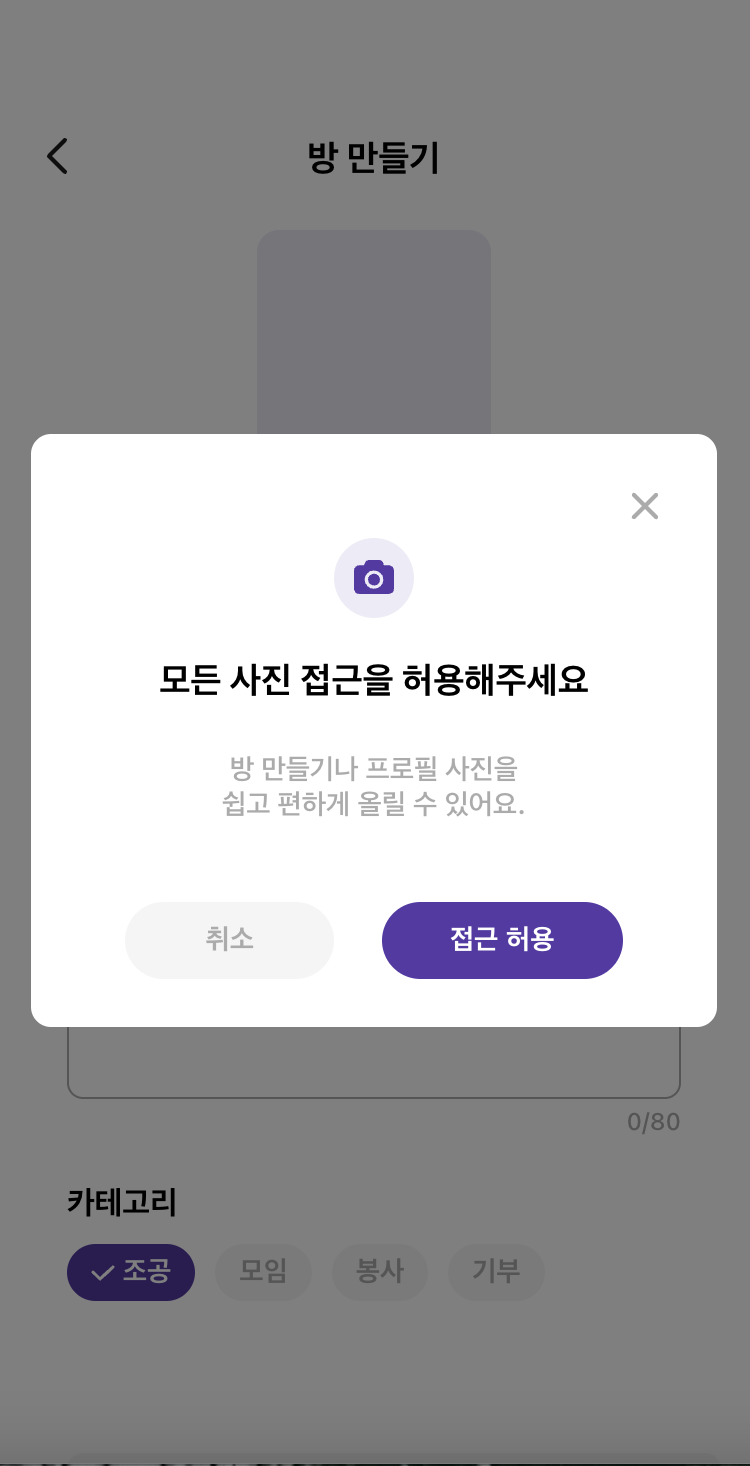 방 만들기
모든 사진 접근을 허용해주세요
방 만들기나 프로필 사진을
쉽고 편하게 올릴 수 있어요.
취소
접근 허용
0/80
카테고리
조공
모임
봉사
기부